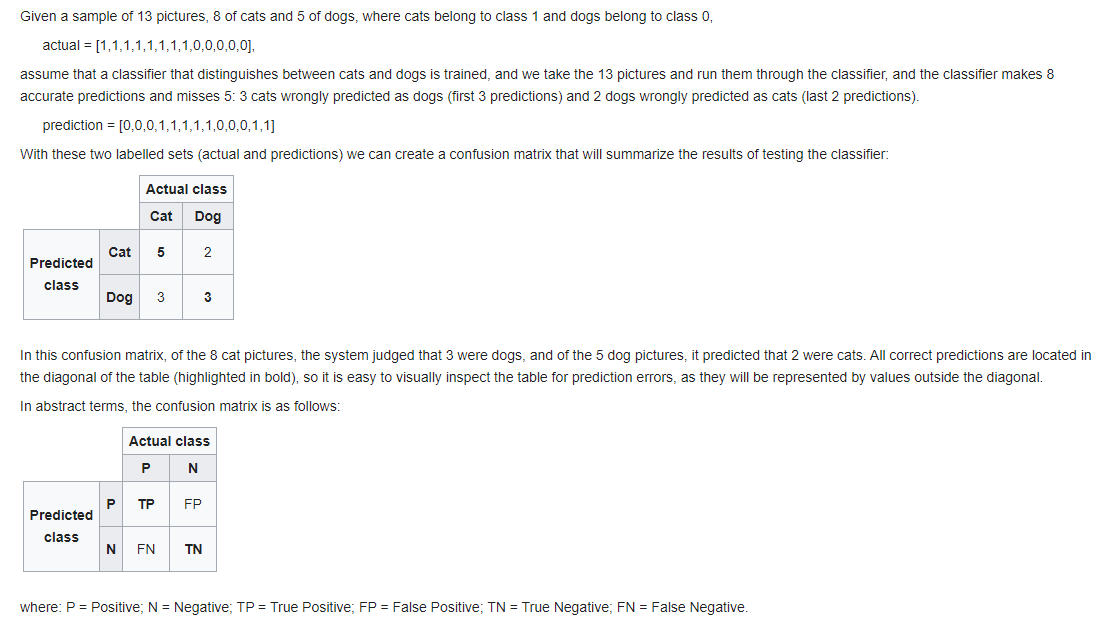 Given a sample of 13 pictures, 8 of cats and 5 of dogs, where cats belong to class 1 and dogs belong to class 0,
actual = [1,1,1,1,1,1,1,1,0,0,0,0,0],
assume that a classifier that distinguishes between cats and dogs is trained, and we take the 13 pictures and run them through the classifier, and the classifier makes 8
accurate predictions and misses 5: 3 cats wrongly predicted as dogs (first 3 predictions) and 2 dogs wrongly predicted as cats (last 2 predictions).
prediction = [0,0,0,1,1,1,1,1,0,0,0,1,1]
With these two labelled sets (actual and predictions) we can create a confusion matrix that will summarize the results of testing the classifier:
Actual class
Cat Dog
Predicted class
Cat 5 2
Dog 3 3
In this confusion matrix, of the 8 cat pictures, the system judged that 3 were dogs, and of the 5 dog pictures, it predicted that 2 were cats. All correct predictions are located in
the diagonal of the table (highlighted in bold), so it is easy to visually inspect the table for prediction errors, as they will be represented by values outside the diagonal.
In abstract terms, the confusion matrix is as follows:
Actual class
P N
Predicted class
P TP FP
N FN TN
where: P = Positive; N = Negative; TP = True Positive; FP = False Positive; TN = True Negative; FN = False Negative.